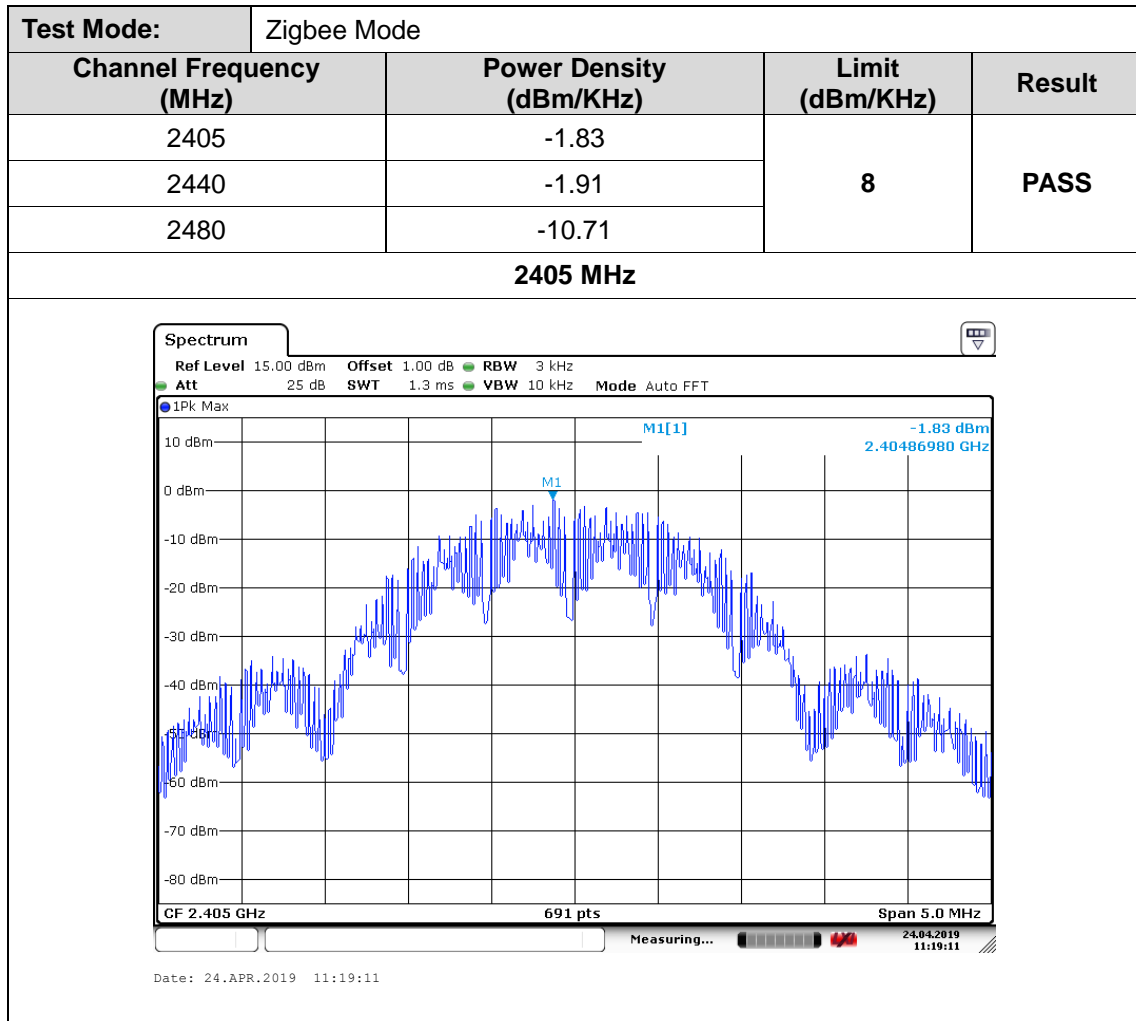 Test Mode: Zigbee Mode
Channel Frequency (MHz) Power Density (dBm/KHz) Limit (dBm/KHz) Result
2405 -1.83 8 PASS
2440 -1.91
2480 -10.71
2405 MHz
Spectrum
Ref Level 15.00 dBm Offset 1.00 dB RBW 3 kHz
Att 25 dB SWT 1.3 ms VBW 10 kHz Mode Auto FFT
1Pk Max
M1[1] -1.83 dBm
2.40486980 GHz
10 dBm
M1
0 dBm
-10 dBm
-20 dBm
-30 dBm
-40 dBm
-50 dBm
-60 dBm
-70 dBm
-80 dBm
CF 2.405 GHz 691 pts Span 5.0 MHz
Measuring... 24.04.2019
11:19:11
Date: 24.APR.2019 11:19:11